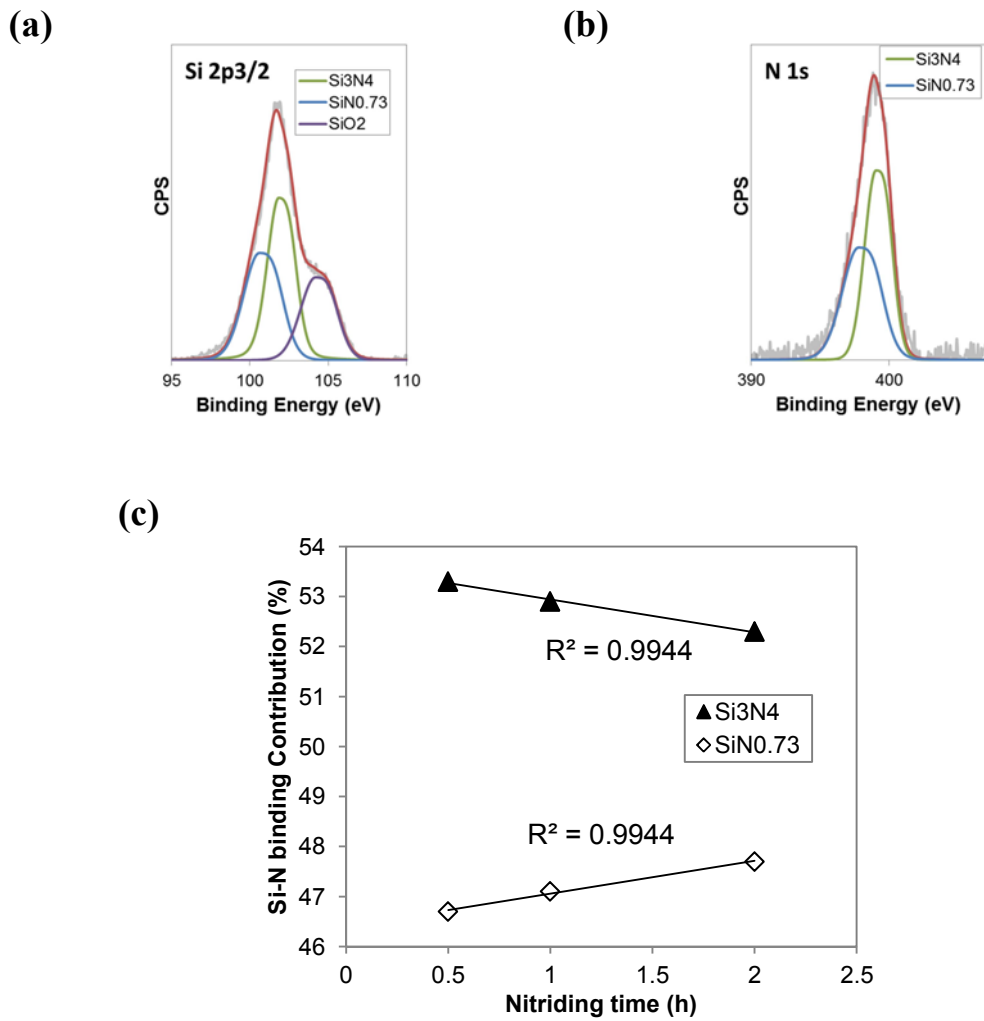 (a)
Si 2p3/2
Si3N4
SiN0.73
SiO2
CPS
95
100
105
110
Binding Energy (eV)
(b)
N 1s
Si3N4
SiN0.73
CPS
390
400
Binding Energy (eV)
(c)
54
53
52
51
50
49
48
47
46
Si-N binding Contribution (%)
R² = 0.9944
Si3N4
SiN0.73
R² = 0.9944
0
0.5
1
1.5
2
2.5
Nitriding time (h)